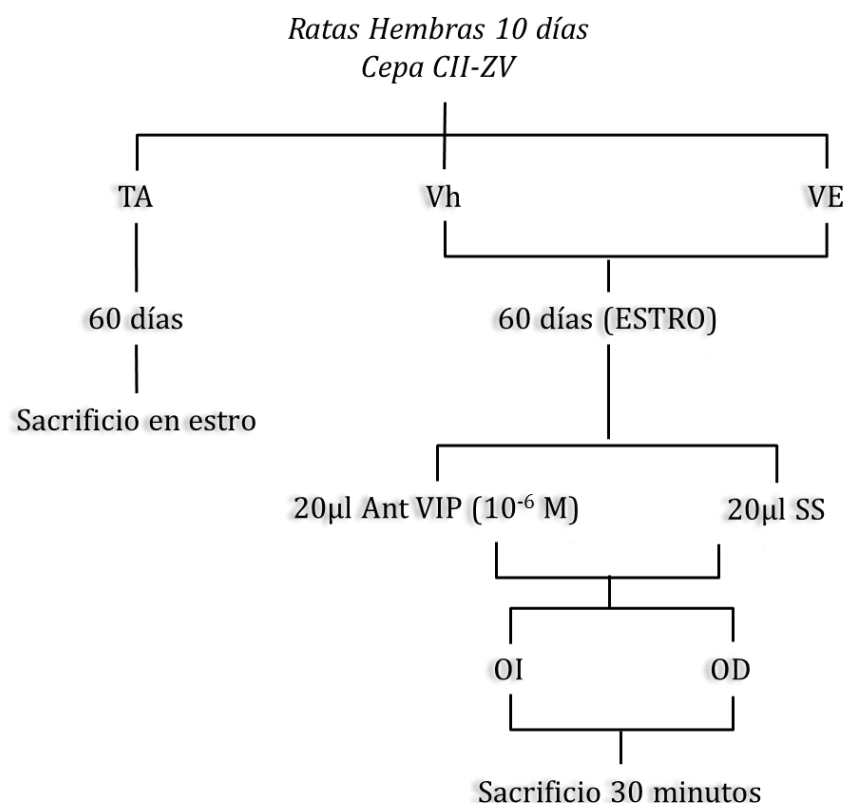 Ratas Hembras 10 días
Cepa CII-ZV
TA
Vh
VE
60 días
60 días (ESTRO)
Sacrificio en estro
20µl Ant VIP (10⁻⁶ M)
20µl SS
OI
OD
Sacrificio 30 minutos